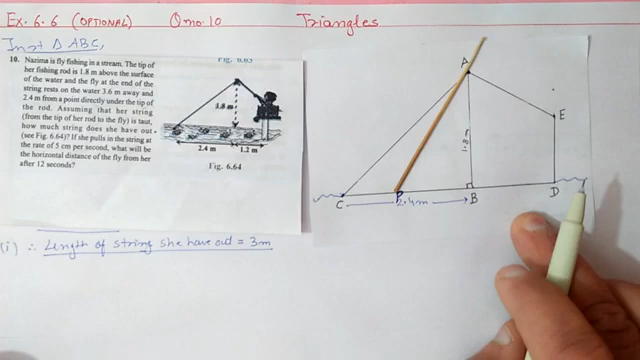 Ex. 6.6 (OPTIONAL) Q no. 10 Triangles
In rt Δ ABC,
10. Nazima is fly fishing in a stream. The tip of
her fishing rod is 1.8 m above the surface
of the water and the fly at the end of the
string rests on the water 3.6 m away and
2.4 m from a point directly under the tip of
the rod. Assuming that her string
(from the tip of her rod to the fly) is taut,
how much string does she have out
(see Fig. 6.64)? If she pulls in the string at
the rate of 5 cm per second, what will be
the horizontal distance of the fly from her
after 12 seconds?
Fig. 6.63
1.8 m
2.4 m 1.2 m
Fig. 6.64
A
E
1.8
C P 2.4m B D
(i) ∴ Length of string she have out = 3m